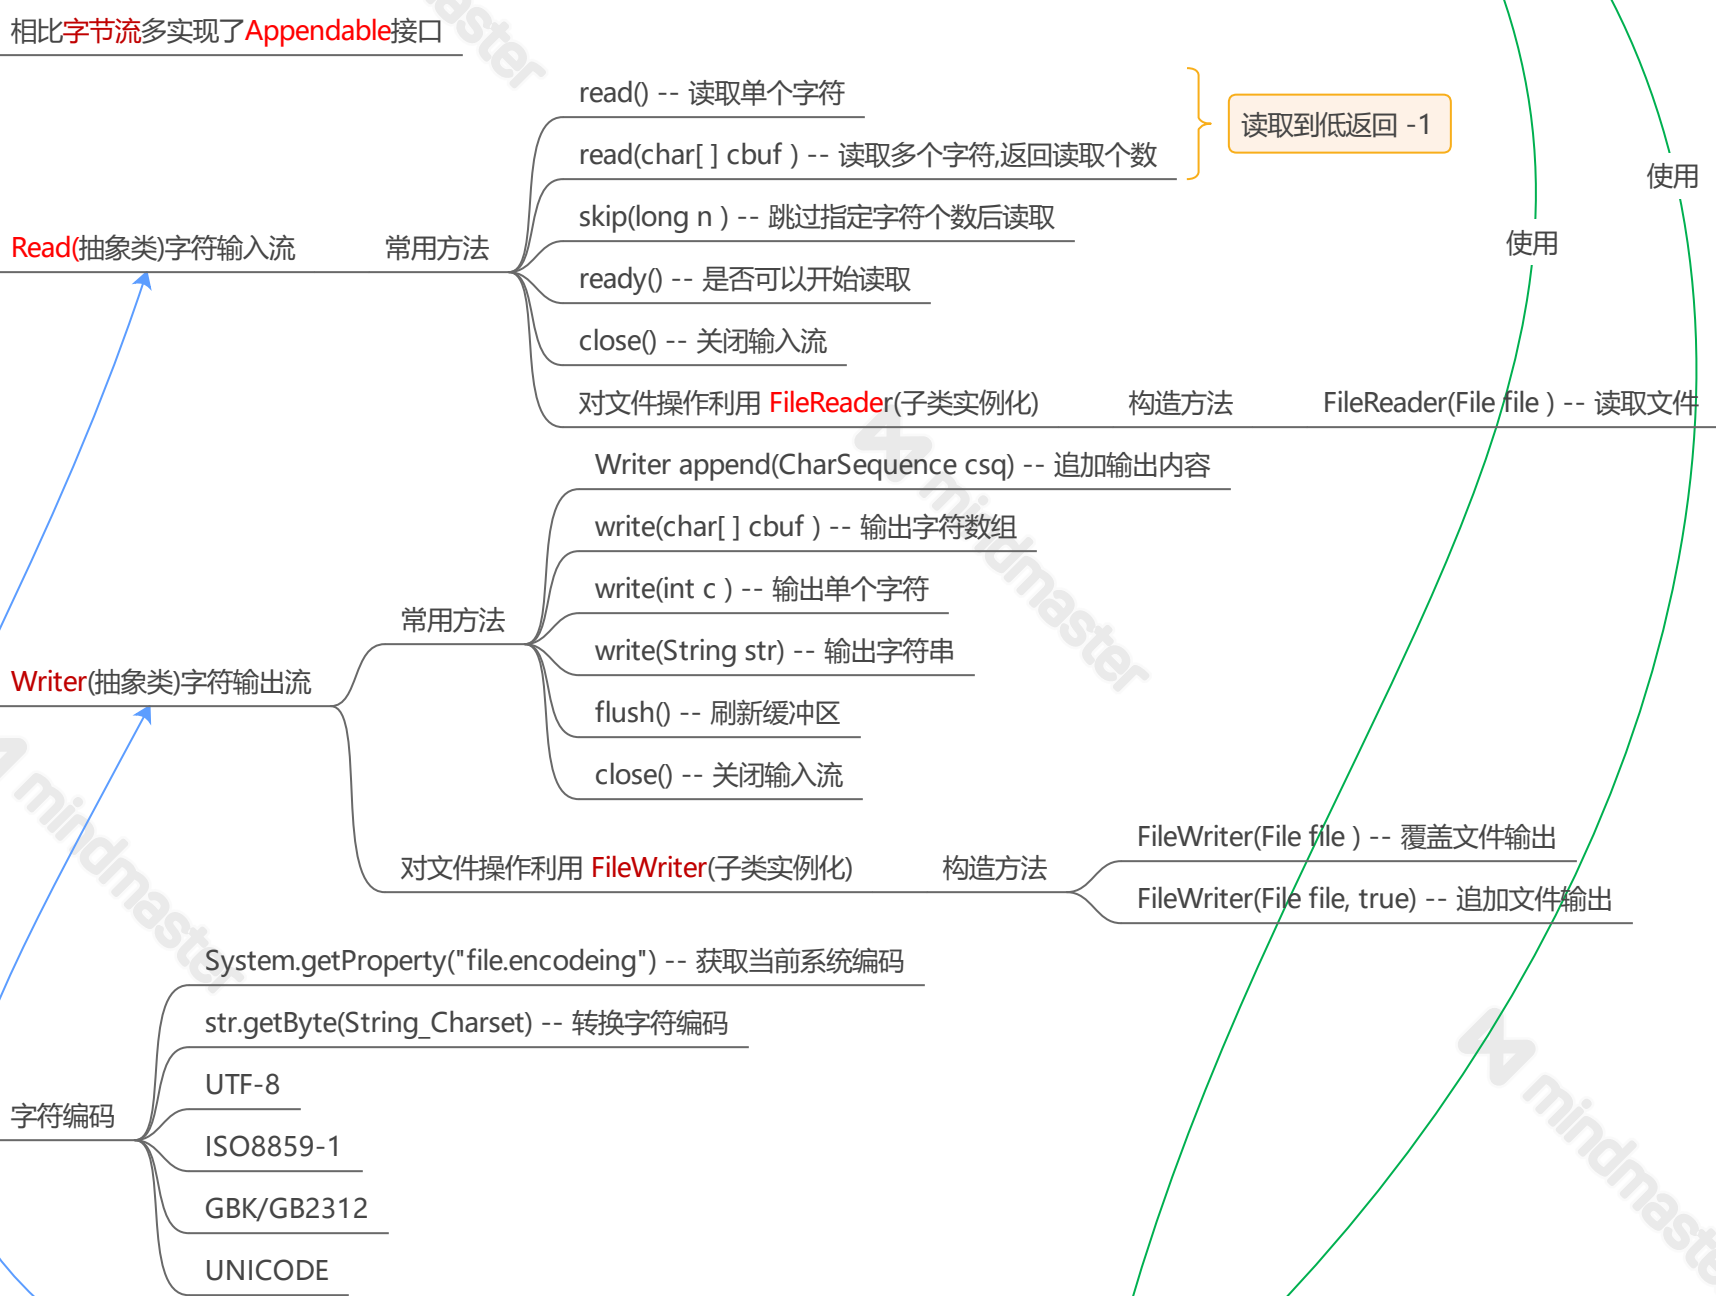 相比字节流多实现了Appendable接口
read() -- 读取单个字符
read(char[ ] cbuf ) -- 读取多个字符,返回读取个数
读取到低返回 -1
skip(long n ) -- 跳过指定字符个数后读取
使用
使用
Read(抽象类)字符输入流
常用方法
ready() -- 是否可以开始读取
close() -- 关闭输入流
对文件操作利用 FileReader(子类实例化)
构造方法
FileReader(File file ) -- 读取文件
Writer append(CharSequence csq) -- 追加输出内容
write(char[ ] cbuf ) -- 输出字符数组
write(int c ) -- 输出单个字符
常用方法
write(String str) -- 输出字符串
Writer(抽象类)字符输出流
flush() -- 刷新缓冲区
close() -- 关闭输入流
FileWriter(File file ) -- 覆盖文件输出
对文件操作利用 FileWriter(子类实例化)
构造方法
FileWriter(File file, true) -- 追加文件输出
System.getProperty("file.encodeing") -- 获取当前系统编码
str.getByte(String_Charset) -- 转换字符编码
UTF-8
字符编码
ISO8859-1
GBK/GB2312
UNICODE
mindmaster
mindmaster
mindmaster
mindmaster